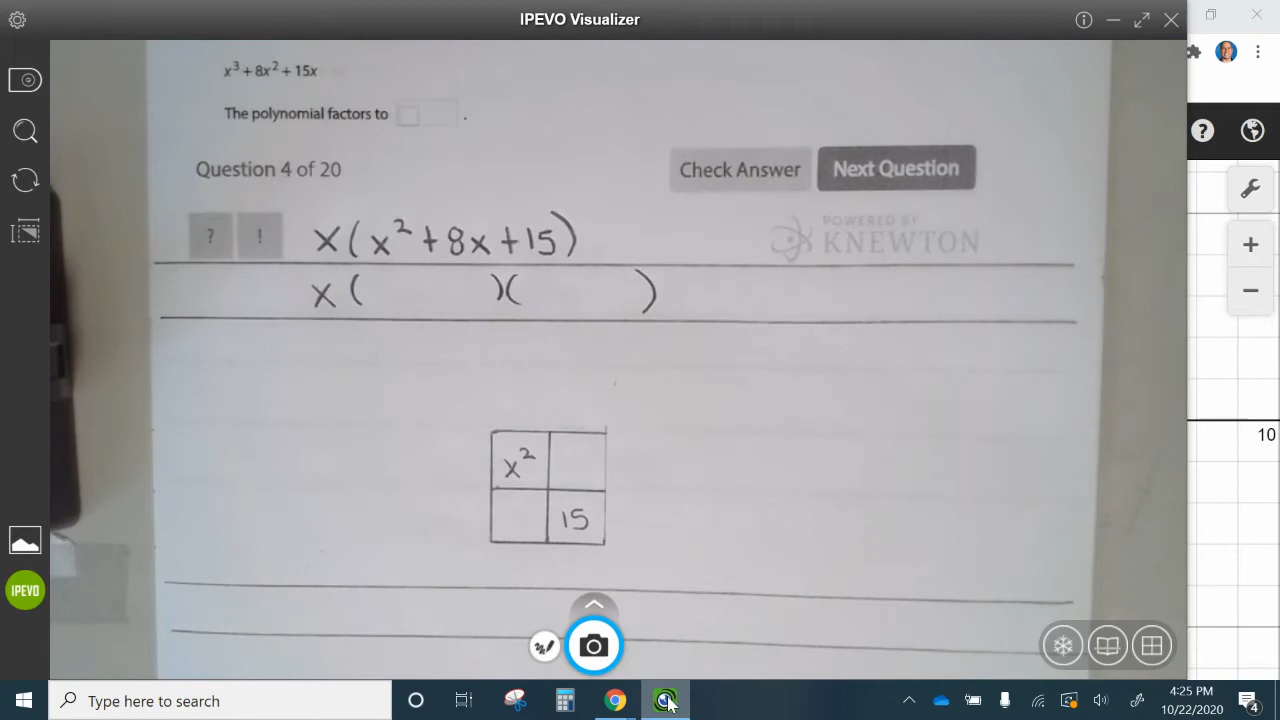 IPEVO Visualizer
x³ + 8x² + 15x
The polynomial factors to .
Question 4 of 20
Check Answer
Next Question
? ! x(x²+8x+15)
POWERED BY
KNEWTON
x( )( )
x²
15
10
IPEVO
Type here to search
4:25 PM
10/22/2020
4